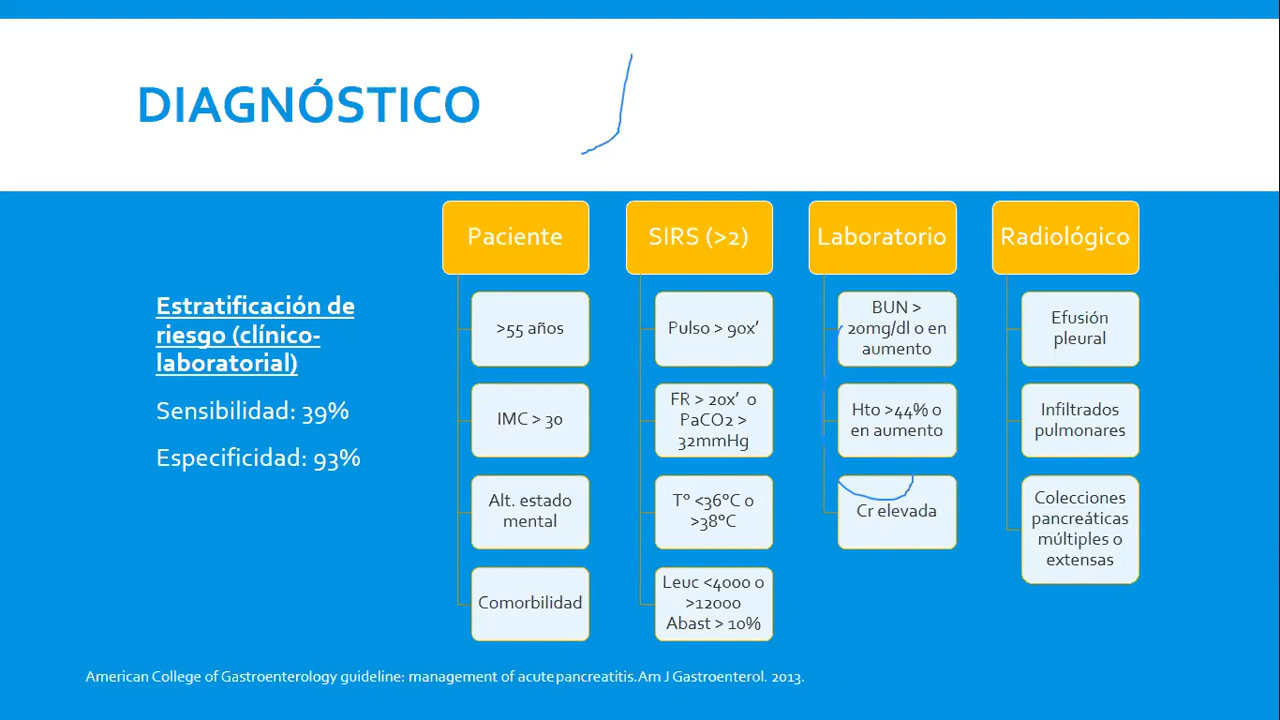 DIAGNÓSTICO
Estratificación de
riesgo (clínico-
laboratorial)
Sensibilidad: 39%
Especificidad: 93%
Paciente
>55 años
IMC > 30
Alt. estado
mental
Comorbilidad
SIRS (>2)
Pulso > 90x’
FR > 20x’ o
PaCO2 >
32mmHg
T° <36°C o
>38°C
Leuc <4000 o
>12000
Abast > 10%
Laboratorio
BUN >
20mg/dl o en
aumento
Hto >44% o
en aumento
Cr elevada
Radiológico
Efusión
pleural
Infiltrados
pulmonares
Colecciones
pancreáticas
múltiples o
extensas
American College of Gastroenterology guideline: management of acute pancreatitis.Am J Gastroenterol. 2013.